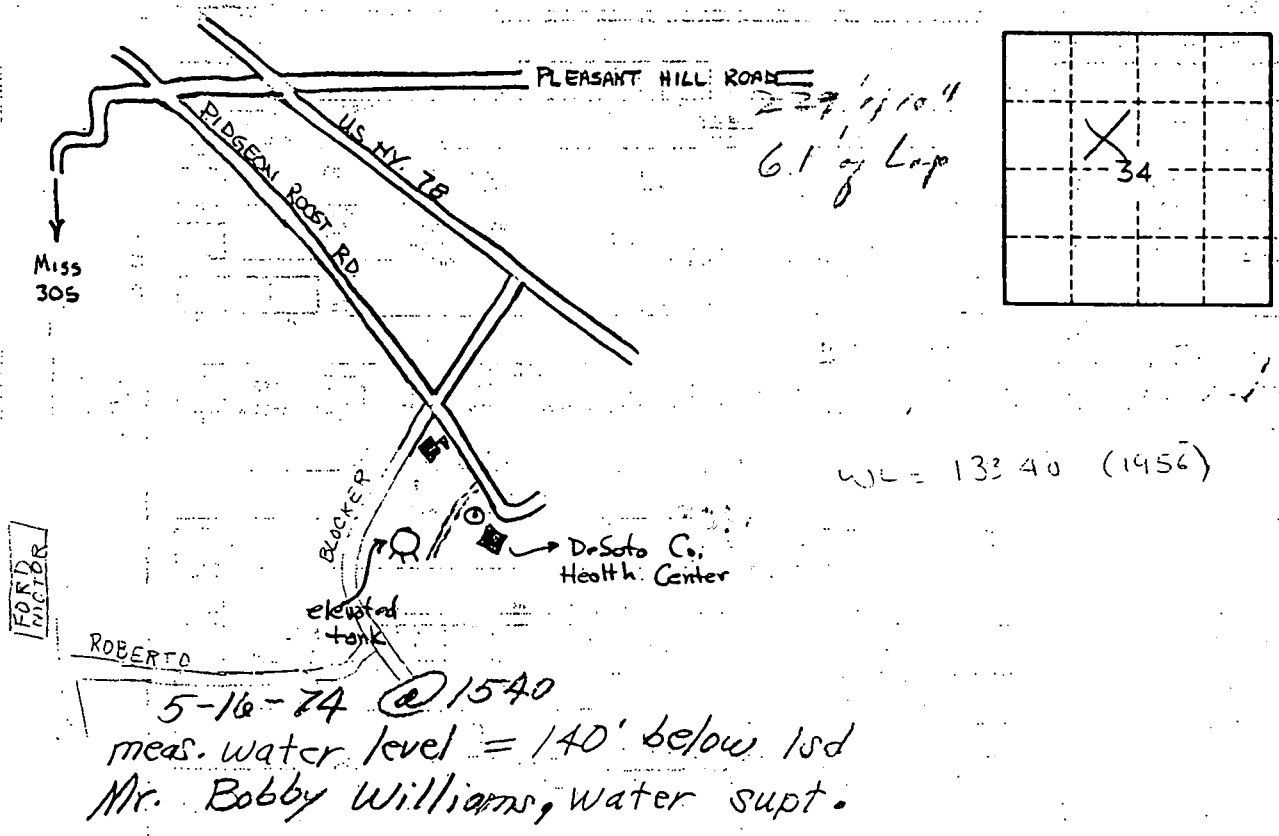 PLEASANT HILL ROAD
6.1' of
34
PIDGEON ROOST RD.
U.S. HY. 78
Miss
305
WL = 133.40 (1956)
BLOCKER
DeSoto Co.
Health Center
elevated
tank
FORD
VICTOR
ROBERTO
5-16-74 @ 1540
meas. water level = 140' below lsd
Mr. Bobby Williams, water supt.